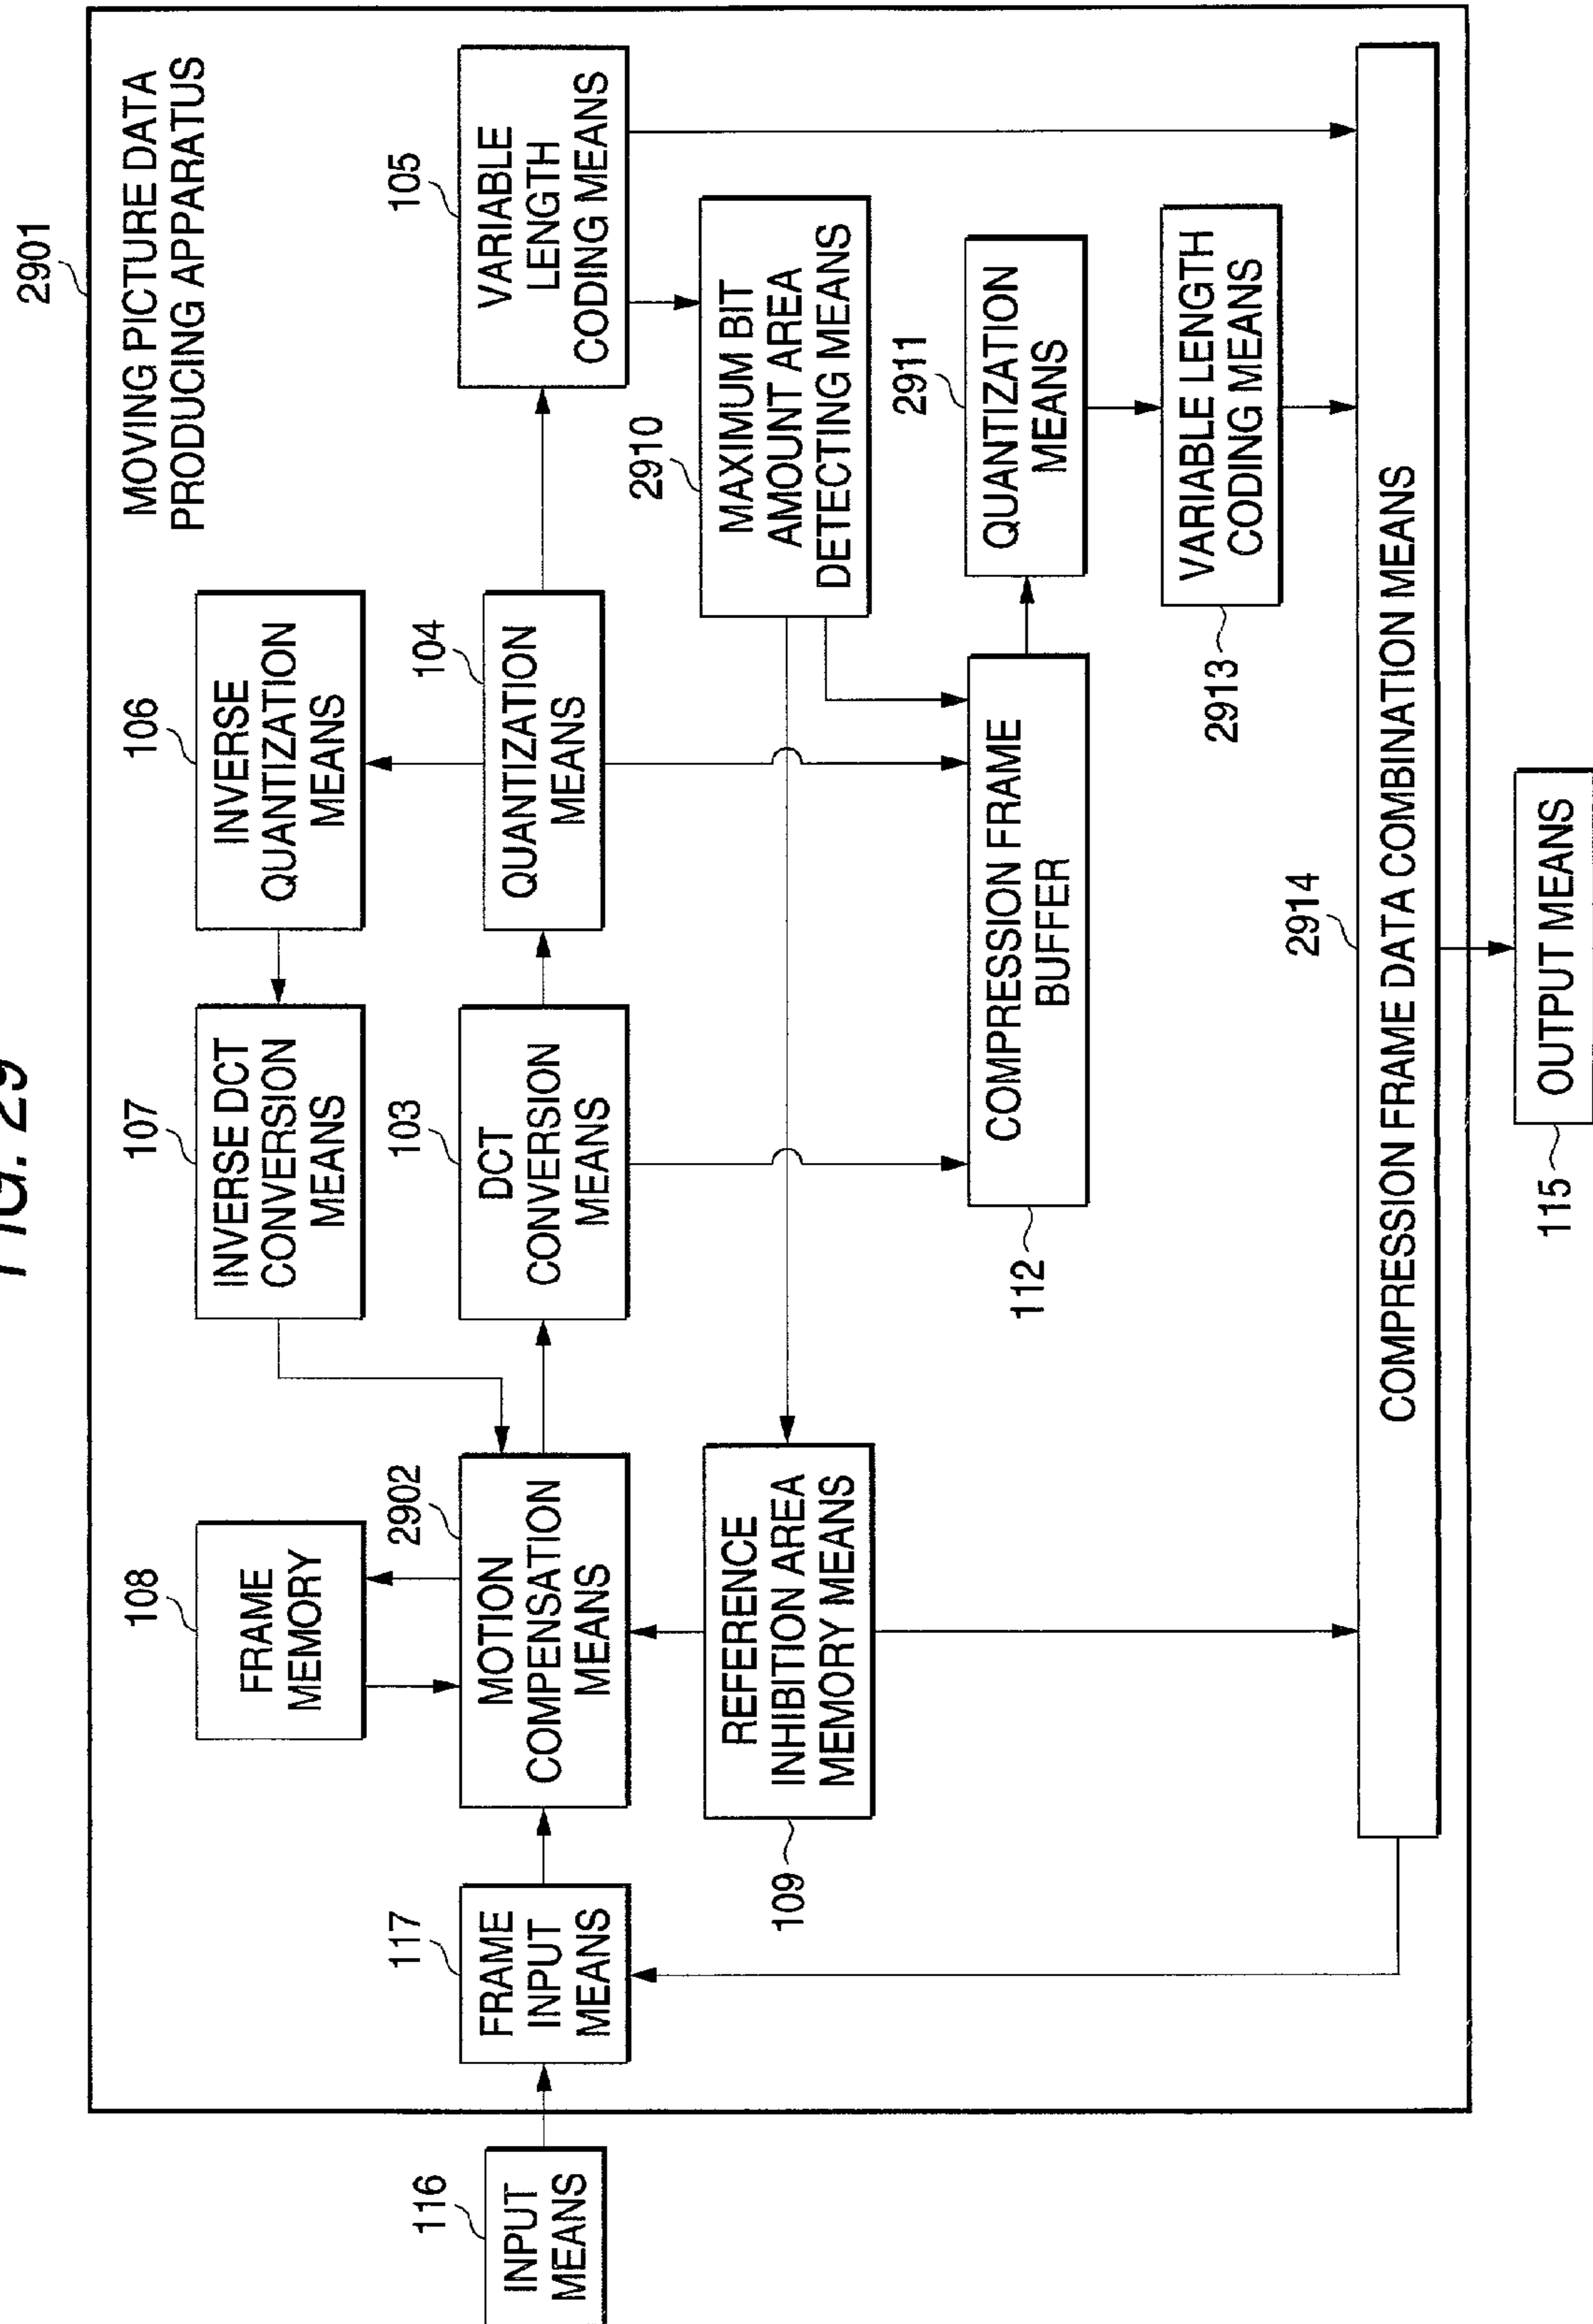 FIG. 29
2901
MOVING PICTURE DATA
PRODUCING APPARATUS
108
FRAME
MEMORY
107
INVERSE DCT
CONVERSION
MEANS
106
INVERSE
QUANTIZATION
MEANS
116
INPUT
MEANS
117
FRAME
INPUT
MEANS
2902
MOTION
COMPENSATION
MEANS
103
DCT
CONVERSION
MEANS
104
QUANTIZATION
MEANS
105
VARIABLE
LENGTH
CODING MEANS
109
REFERENCE
INHIBITION AREA
MEMORY MEANS
2910
MAXIMUM BIT
AMOUNT AREA
DETECTING MEANS
112
COMPRESSION FRAME
BUFFER
2911
QUANTIZATION
MEANS
2913
VARIABLE LENGTH
CODING MEANS
2914
COMPRESSION FRAME DATA COMBINATION MEANS
115
OUTPUT MEANS